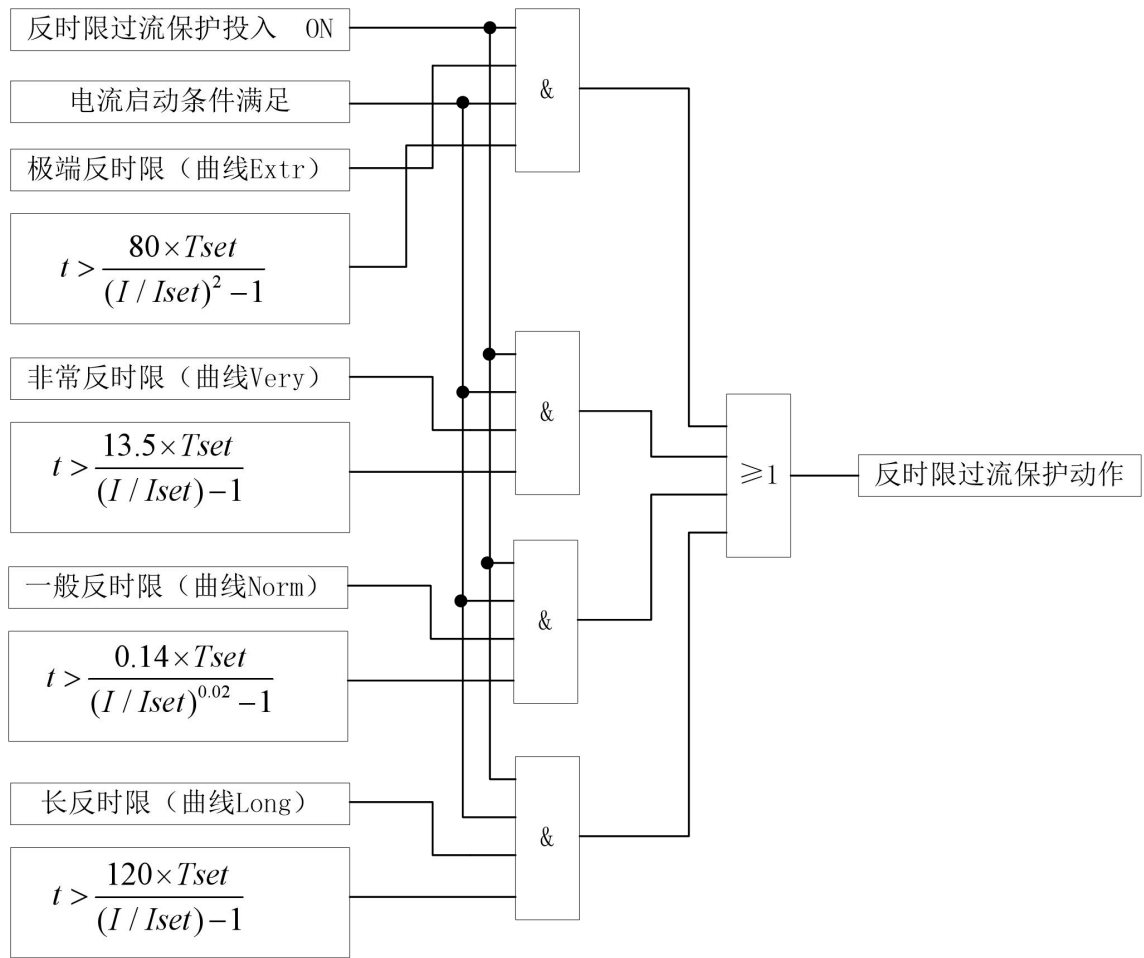 反时限过流保护投入 ON
电流启动条件满足
极端反时限（曲线Extr）
t > 80×Tset / (I / Iset)² −1
非常反时限（曲线Very）
t > 13.5×Tset / (I / Iset)−1
一般反时限（曲线Norm）
t > 0.14×Tset / (I / Iset)^0.02 −1
长反时限（曲线Long）
t > 120×Tset / (I / Iset)−1
&
&
&
&
≥1
反时限过流保护动作